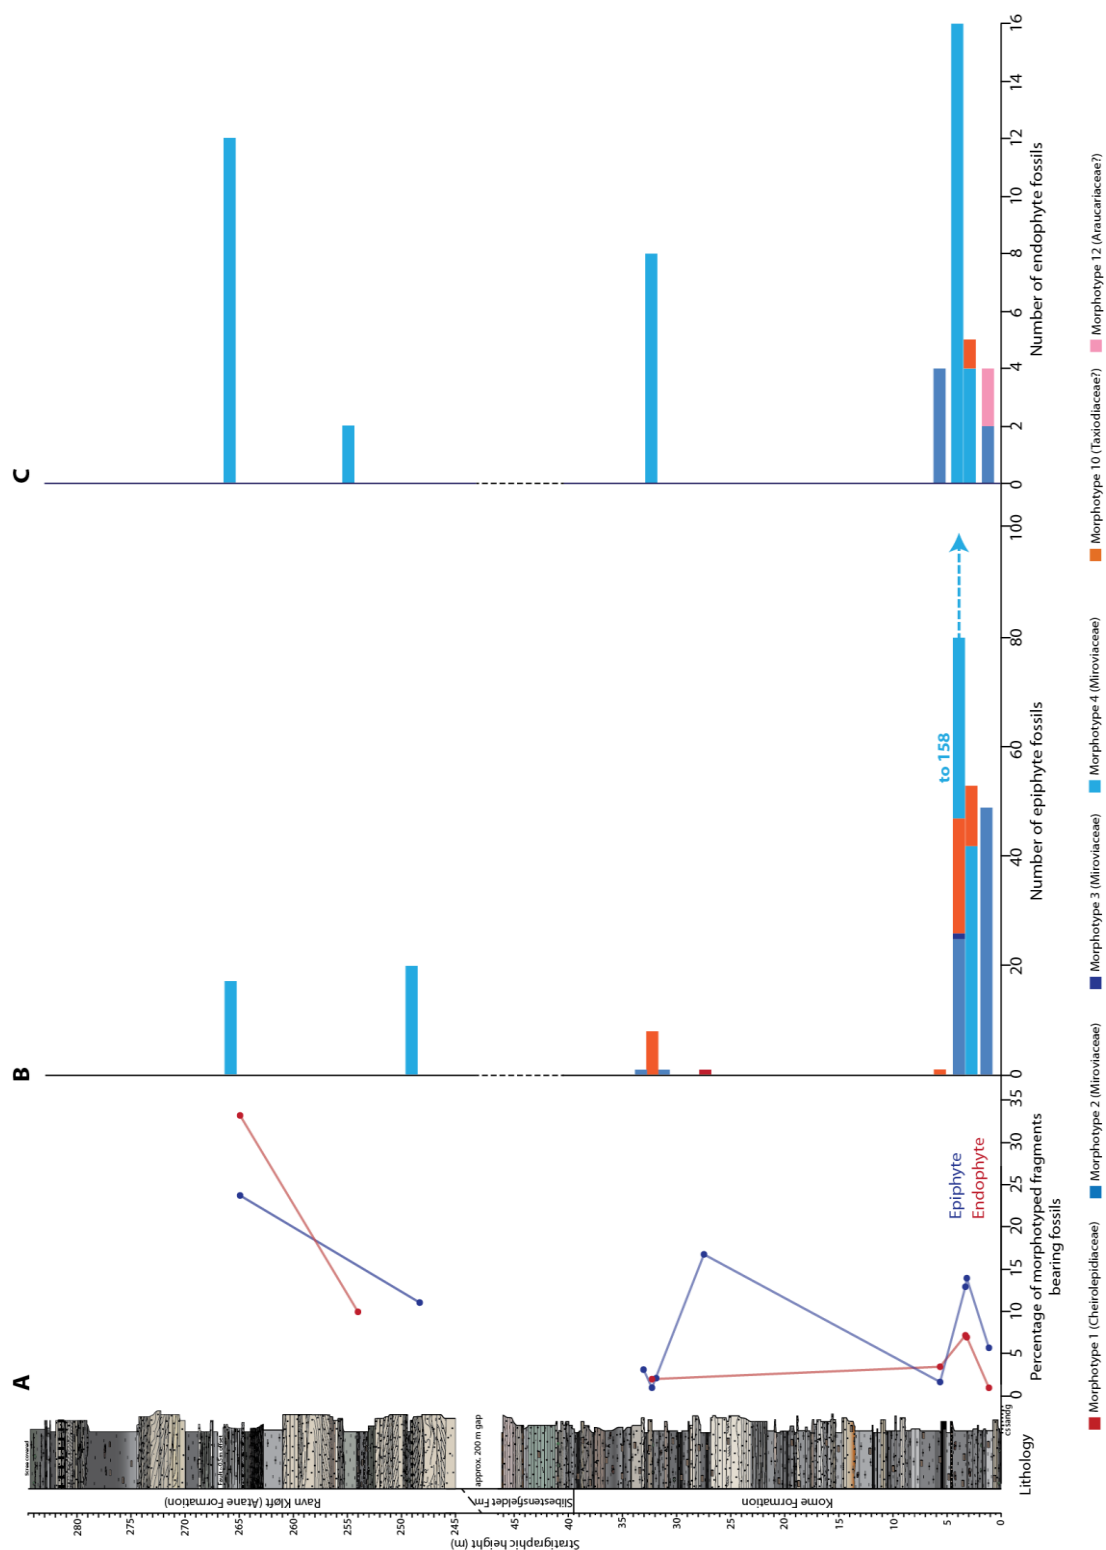 A
B
C
Stratigraphic height (m)
280
275
270
265
260
255
250
245
45
40
35
30
25
20
15
10
5
0
Ravn Kløft (Atane Formation)
Slibestensfjeldet Fm
Kome Formation
approx. 200 m gap
Lithology
Epiphyte
Endophyte
0 5 10 15 20 25 30 35
Percentage of morphotyped fragments
bearing fossils
to 158
0 20 40 60 80 100
Number of epiphyte fossils
0 2 4 6 8 10 12 14 16
Number of endophyte fossils
Morphotype 1 (Cheirolepidiaceae)
Morphotype 2 (Miroviaceae)
Morphotype 3 (Miroviaceae)
Morphotype 4 (Miroviaceae)
Morphotype 10 (Taxiodiaceae?)
Morphotype 12 (Araucariaceae?)